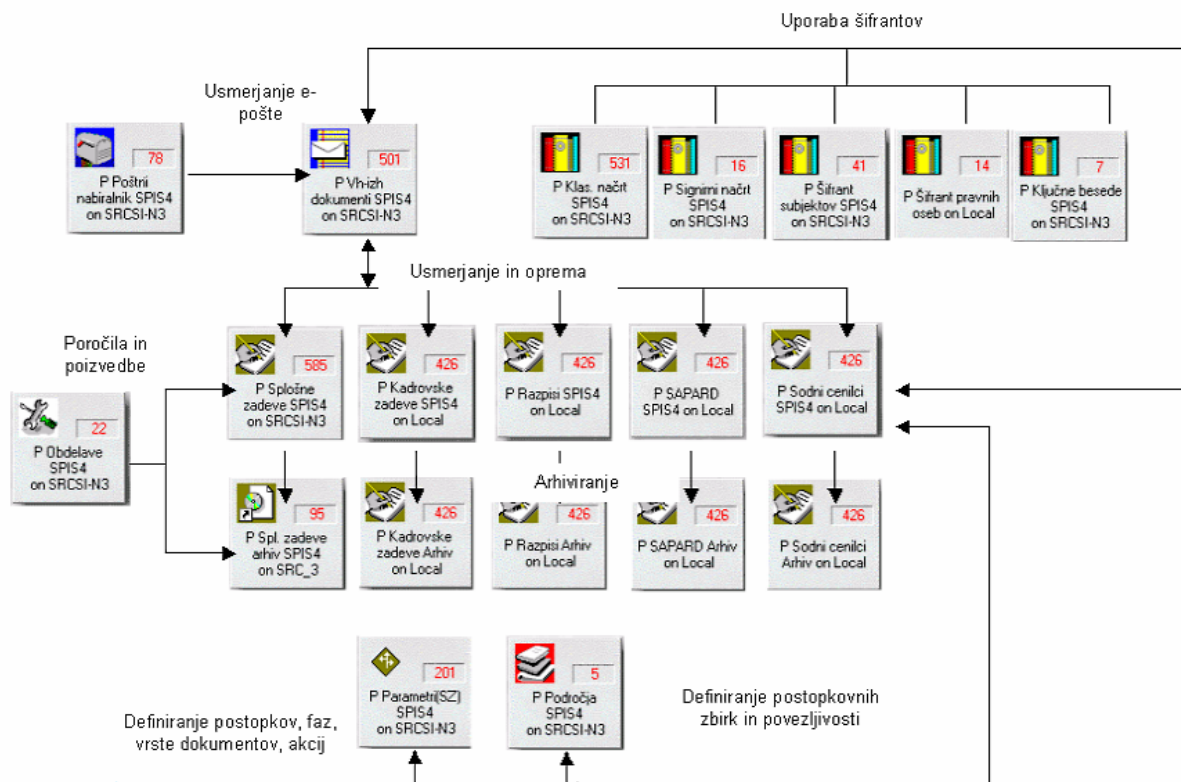 Uporaba šifrantov
Usmerjanje e-
pošte
78
P Poštni
nabiralnik SPIS4
on SRCSI-N3
501
P Vh-izh
dokumenti SPIS4
on SRCSI-N3
531
P Klas. načrt
SPIS4
on SRCSI-N3
16
P Signirni načrt
SPIS4
on SRCSI-N3
41
P Šifrant
subjektov SPIS4
on SRCSI-N3
14
P Šifrant pravnih
oseb on Local
7
P Ključne besede
SPIS4
on SRCSI-N3
Usmerjanje in oprema
Poročila in
poizvedbe
22
P Obdelave
SPIS4
on SRCSI-N3
585
P Splošne
zadeve SPIS4
on SRCSI-N3
426
P Kadrovske
zadeve SPIS4
on Local
426
P Razpisi SPIS4
on Local
426
P SAPARD
SPIS4 on Local
426
P Sodni cenilci
SPIS4 on Local
Arhiviranje
95
P Spl. zadeve
arhiv SPIS4
on SRC_3
426
P Kadrovske
zadeve Arhiv
on Local
426
P Razpisi Arhiv
on Local
426
P SAPARD Arhiv
on Local
426
P Sodni cenilci
Arhiv on Local
Definiranje postopkov, faz,
vrste dokumentov, akcij
201
P Parametri(SZ)
SPIS4
on SRCSI-N3
5
P Področja
SPIS4
on SRCSI-N3
Definiranje postopkovnih
zbirk in povezljivosti